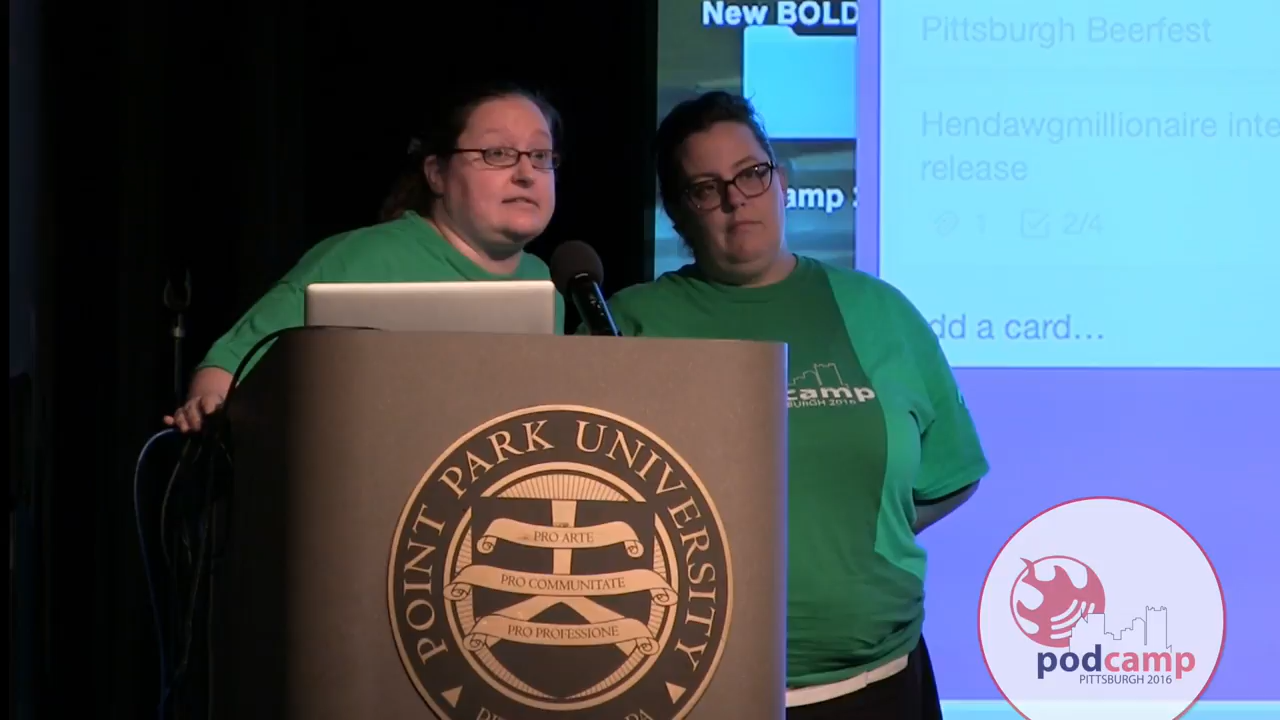 New BOLD
Pittsburgh Beerfest
Hendawgmillionaire inte
release
1
2/4
amp
dd a card...
camp
BURGH 2016
POINT PARK UNIVERSITY
PRO ARTE
PRO COMMUNITATE
PRO PROFESSIONE
podcamp
PITTSBURGH 2016